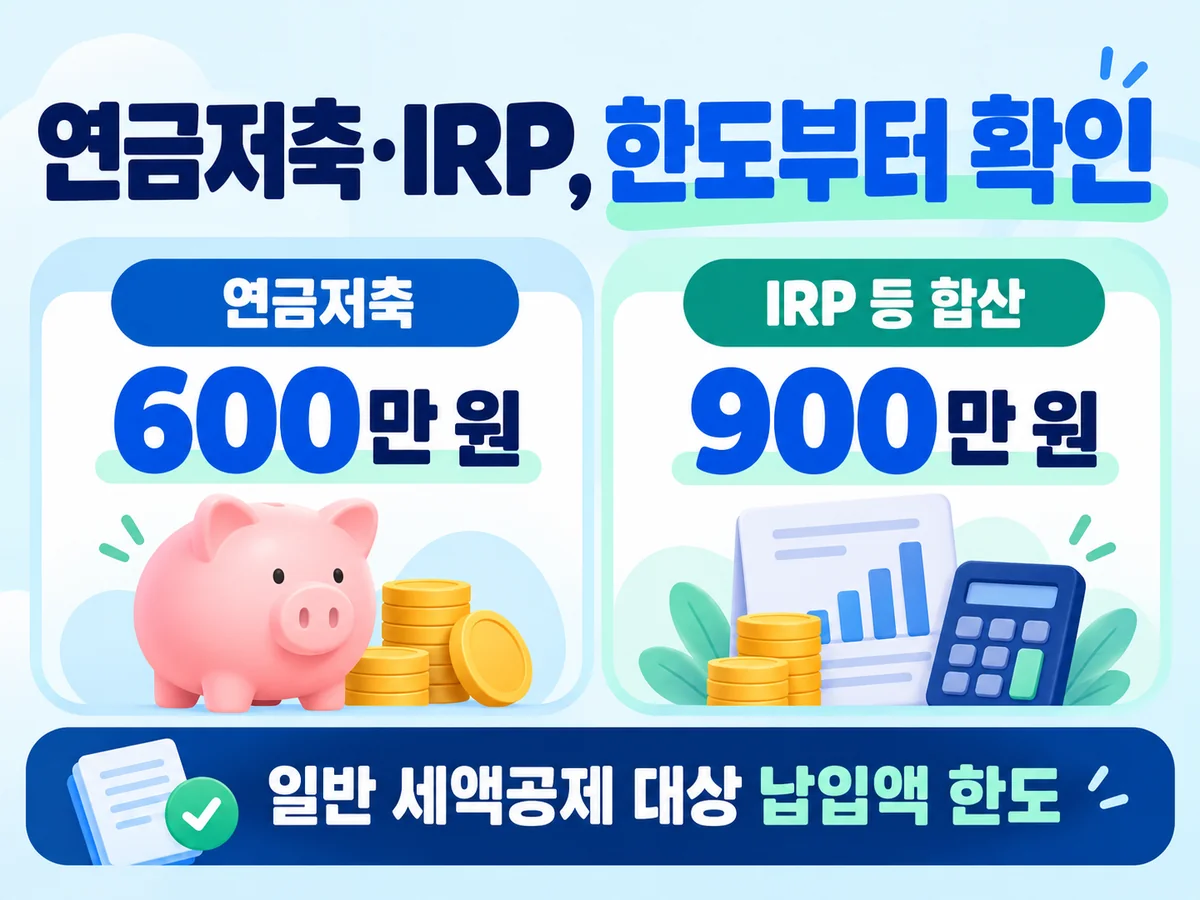 연금저축·IRP, 한도부터 확인
연금저축
600만 원
IRP 등 합산
900만 원
일반 세액공제 대상 납입액 한도